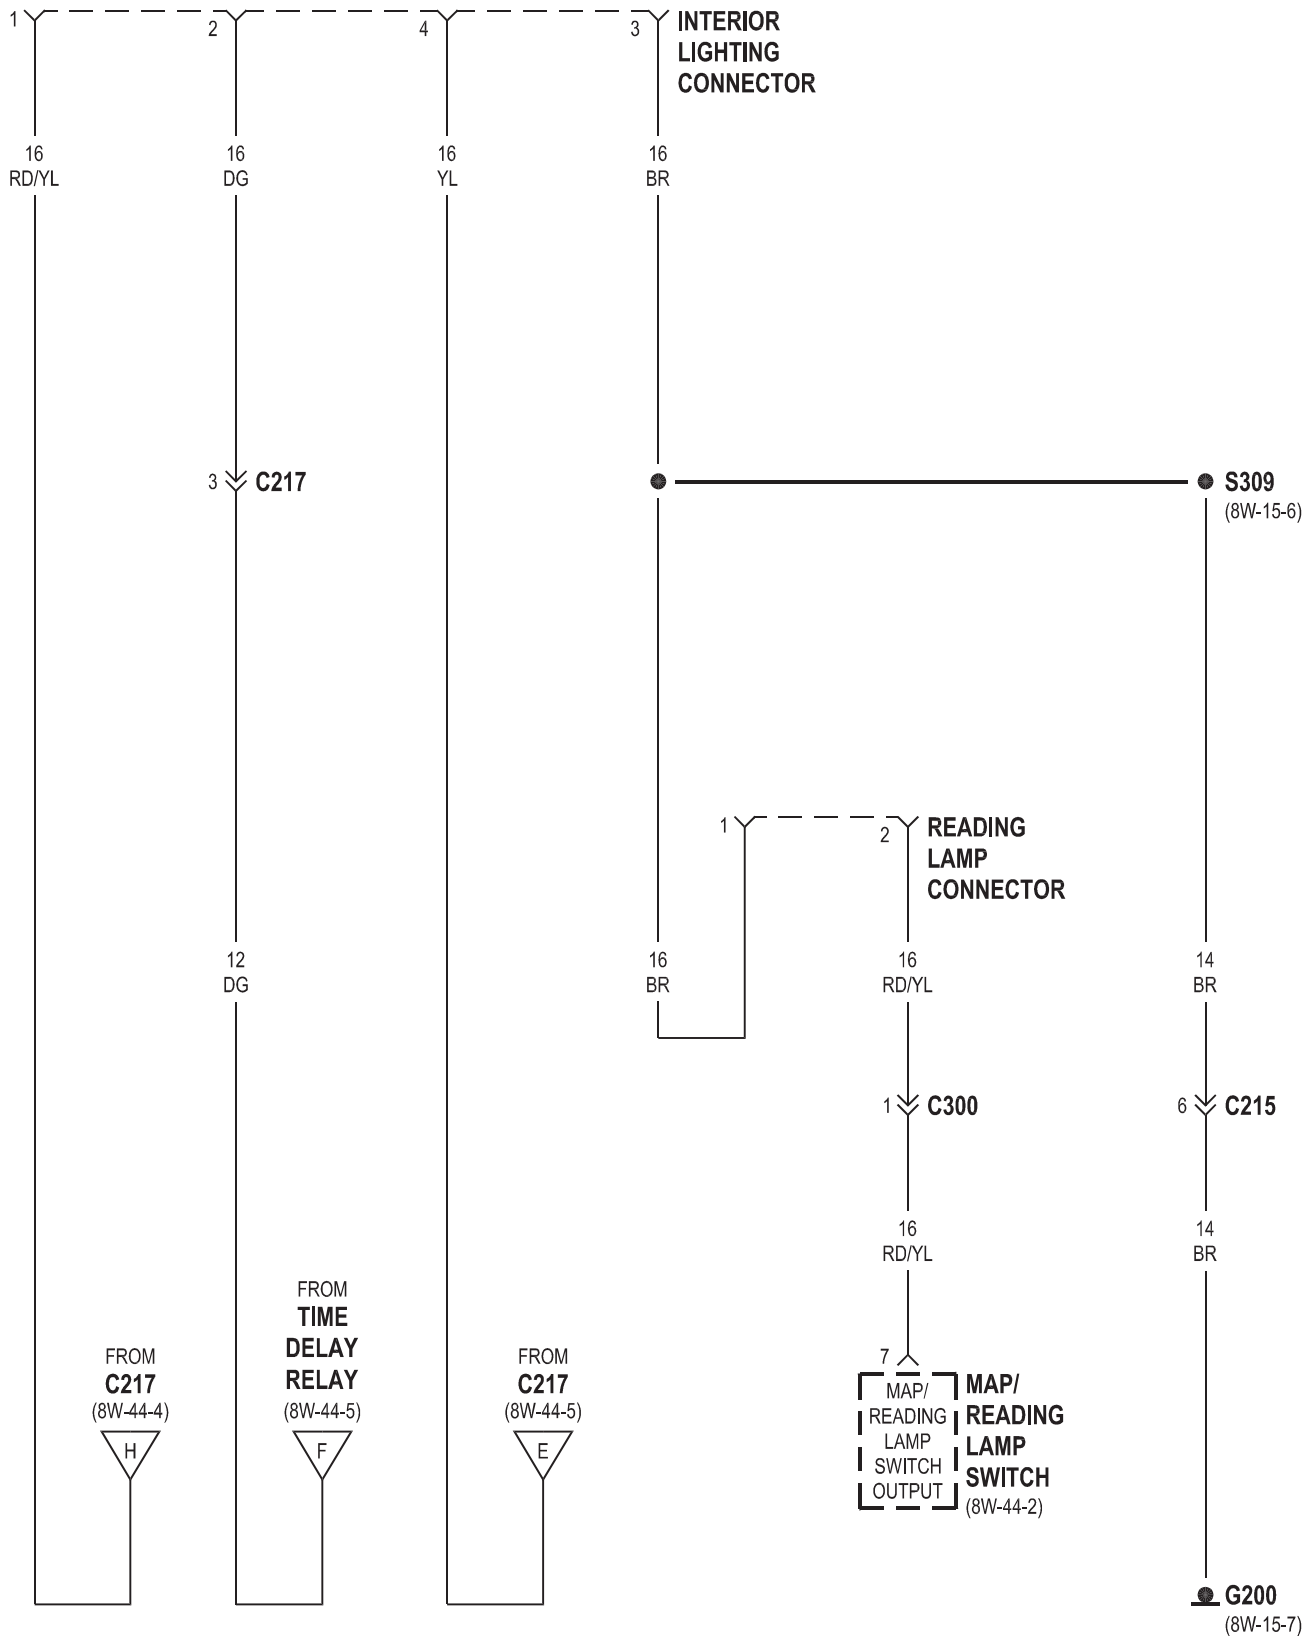 1
2
4
3
INTERIOR
LIGHTING
CONNECTOR
16
RD/YL
16
DG
16
YL
16
BR
3
C217
S309
(8W-15-6)
1
2
READING
LAMP
CONNECTOR
12
DG
16
BR
16
RD/YL
14
BR
1
C300
6
C215
16
RD/YL
14
BR
FROM
C217
(8W-44-4)
H
FROM
TIME
DELAY
RELAY
(8W-44-5)
F
FROM
C217
(8W-44-5)
E
7
MAP/
READING
LAMP
SWITCH
OUTPUT
MAP/
READING
LAMP
SWITCH
(8W-44-2)
G200
(8W-15-7)